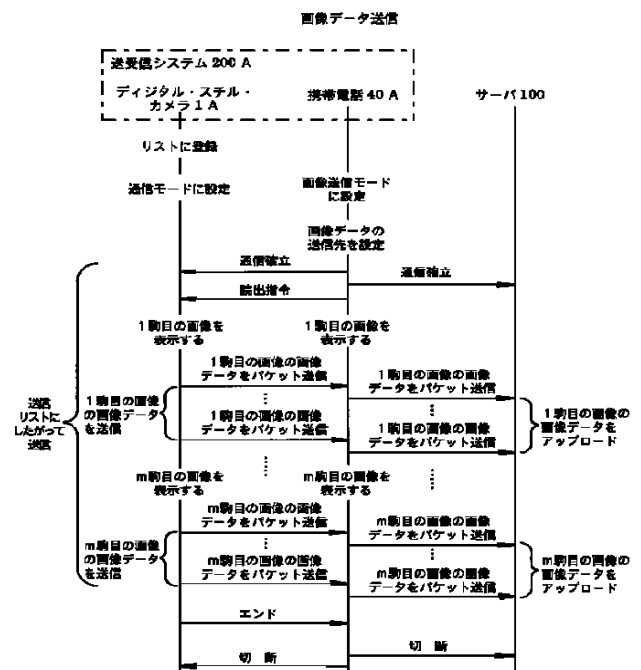 画像データ送信
送受信システム 200 A
ディジタル・スチル・
カメラ 1 A
携帯電話 40 A
サーバ 100
リストに登録
通信モードに設定
画像送信モード
に設定
画像データの
送信先を設定
通信確立
通信確立
読出指令
1駒目の画像を
表示する
1駒目の画像を
表示する
1駒目の画像の画像
データをパケット送信
1駒目の画像の画像
データをパケット送信
送信
リストに
したがって
送信
1駒目の画像
の画像データ
を送信
1駒目の画像の
画像データを
アップロード
1駒目の画像の画像
データをパケット送信
1駒目の画像の画像
データをパケット送信
m駒目の画像を
表示する
m駒目の画像を
表示する
m駒目の画像の画像
データをパケット送信
m駒目の画像の画像
データをパケット送信
m駒目の画像
の画像データ
を送信
m駒目の画像の
画像データを
アップロード
m駒目の画像の画像
データをパケット送信
m駒目の画像の画像
データをパケット送信
エンド
切 断
切 断